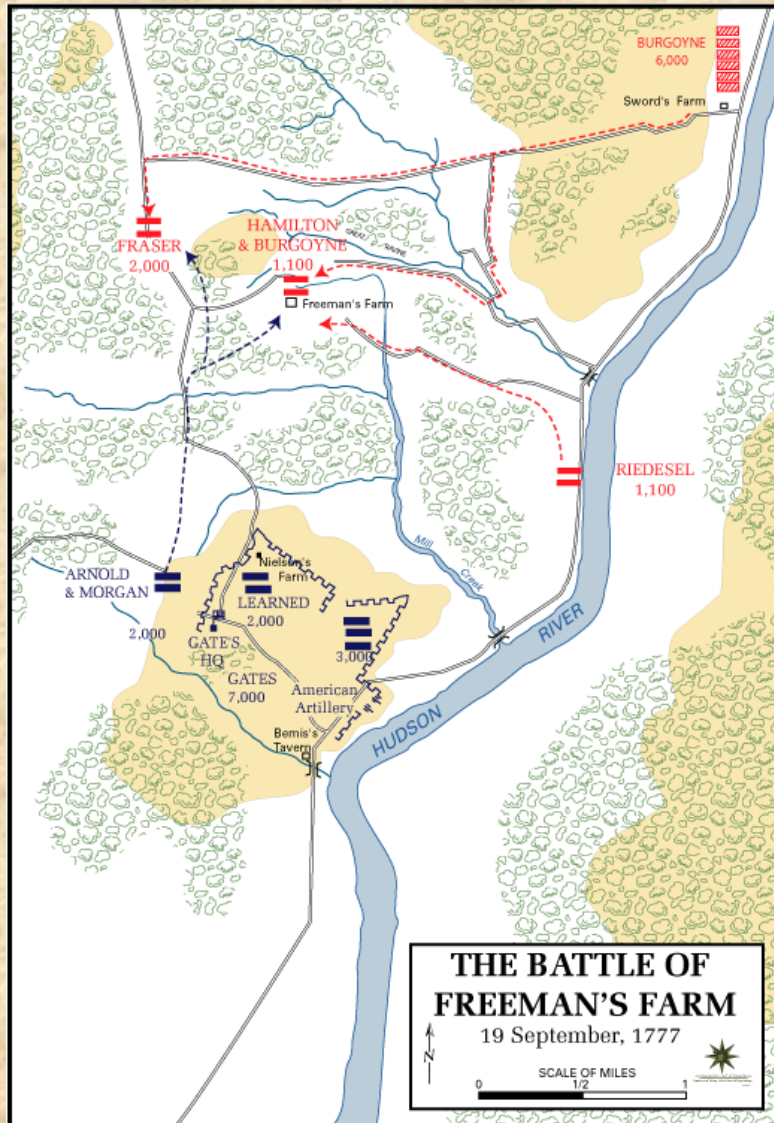 BURGOYNE
6,000
Sword's Farm
HAMILTON
& BURGOYNE
1,100
FRASER
2,000
GREAT RAVINE
Freeman's Farm
RIEDESEL
1,100
Mill Creek
Nielson's
Farm
ARNOLD
& MORGAN
2,000
LEARNED
2,000
GATE'S
HQ
3,000
GATES
7,000
American
Artillery
Bemis's
Tavern
HUDSON RIVER
THE BATTLE OF
FREEMAN'S FARM
19 September, 1777
N
SCALE OF MILES
0 1/2 1